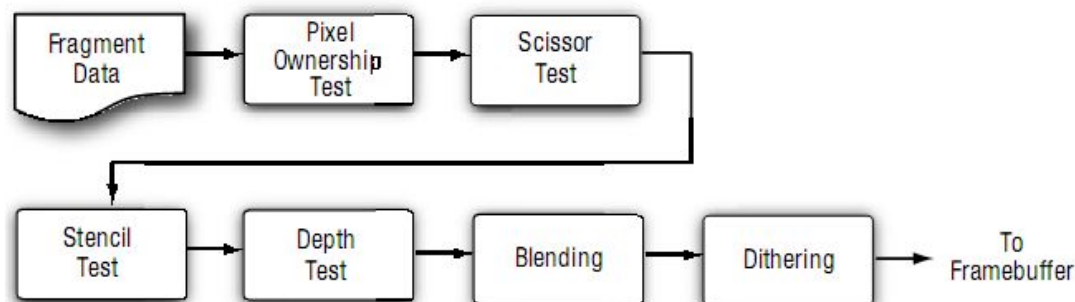 Fragment
Data
Pixel
Ownership
Test
Scissor
Test
Stencil
Test
Depth
Test
Blending
Dithering
To
Framebuffer